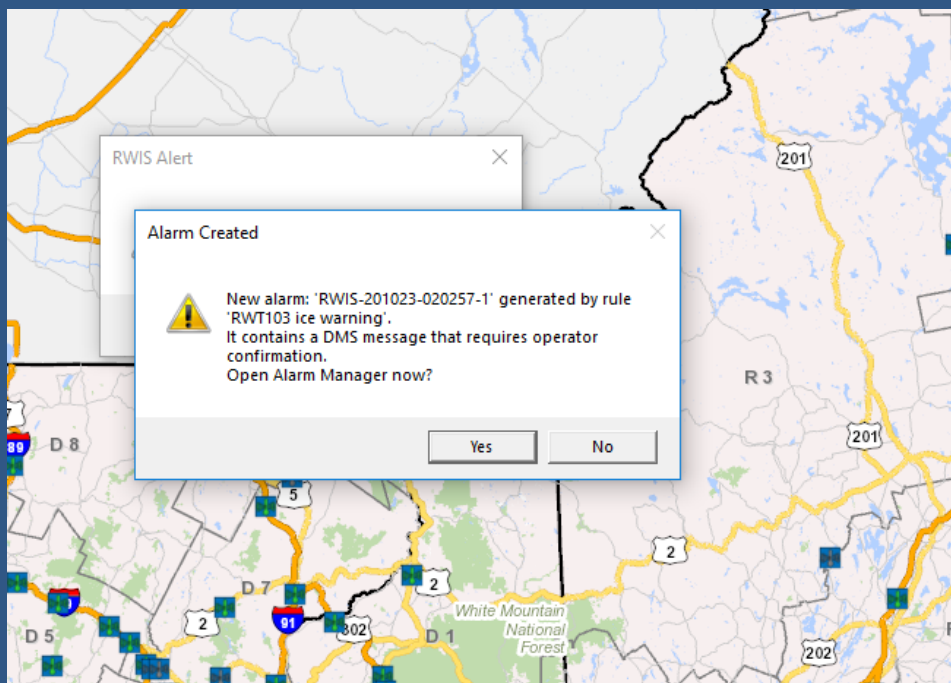 201
RWIS Alert
Alarm Created
New alarm: 'RWIS-201023-020257-1' generated by rule
'RWT103 ice warning'.
It contains a DMS message that requires operator
confirmation.
Open Alarm Manager now?
Yes
No
R 3
201
89
D 8
5
2
2
D 7
2
91
302
D 1
White Mountain
National
Forest
D 5
202